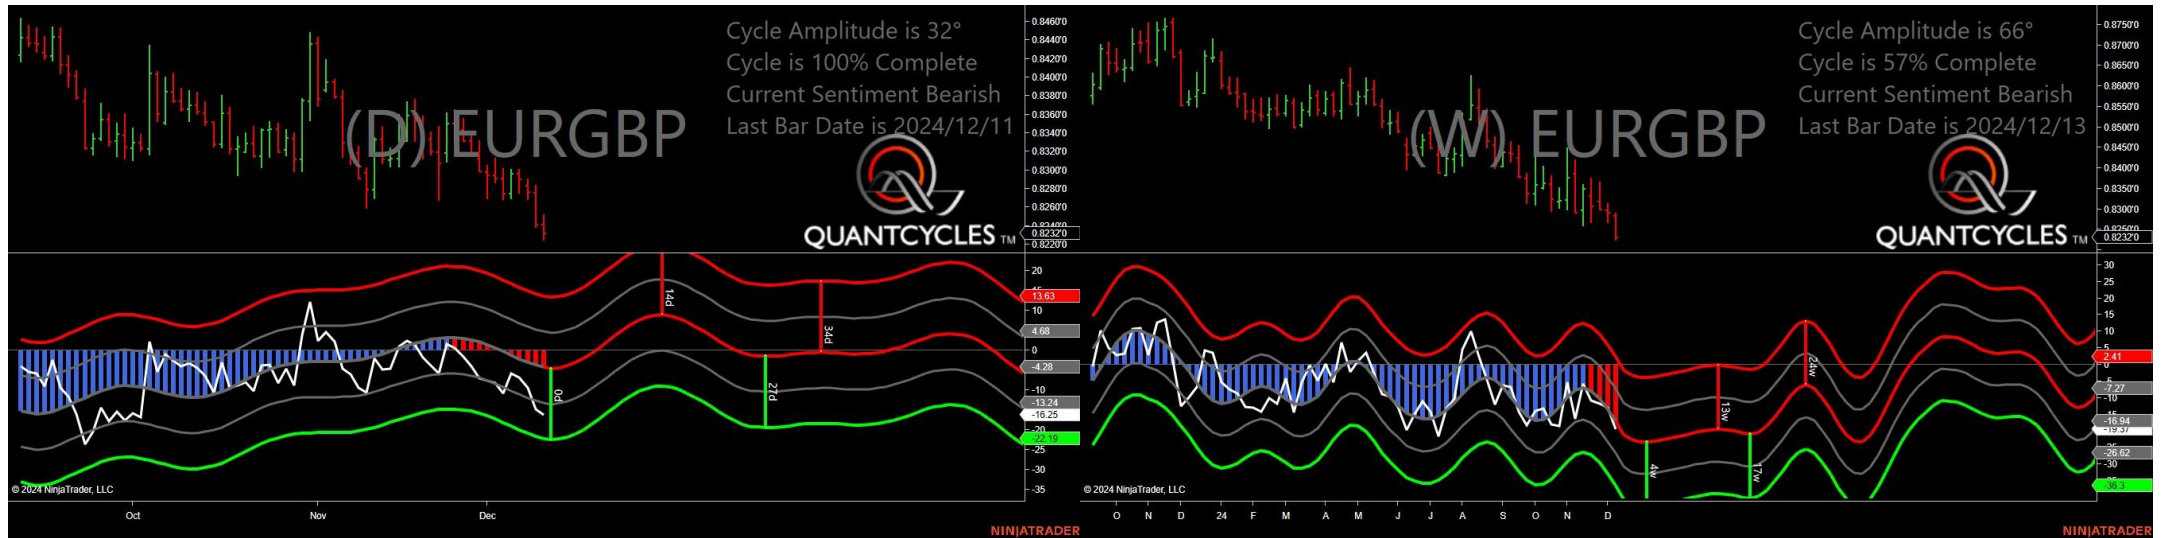 Cycle Amplitude is 32°
Cycle is 100% Complete
Current Sentiment Bearish
Last Bar Date is 2024/12/11
(D) EURGBP
QUANTCYCLES TM
0.8460'0
0.8440'0
0.8420'0
0.8400'0
0.8380'0
0.8360'0
0.8340'0
0.8320'0
0.8300'0
0.8280'0
0.8260'0
0.8232'0
0.8220'0
20
13.63
10
4.68
0
-4.28
-10
-13.24
-16.25
-22.19
-25
-30
-35
14d
34d
0d
27d
© 2024 NinjaTrader, LLC
Oct
Nov
Dec
NINJATRADER
Cycle Amplitude is 66°
Cycle is 57% Complete
Current Sentiment Bearish
Last Bar Date is 2024/12/13
(W) EURGBP
QUANTCYCLES TM
0.8750'0
0.8700'0
0.8650'0
0.8600'0
0.8550'0
0.8500'0
0.8450'0
0.8400'0
0.8350'0
0.8300'0
0.8232'0
30
25
20
15
10
5
2.41
0
-7.27
-10
-16.94
-19.37
-26.62
-30
-36.3
24w
13w
4w
17w
© 2024 NinjaTrader, LLC
O N D 24 F M A M J J A S O N D
NINJATRADER